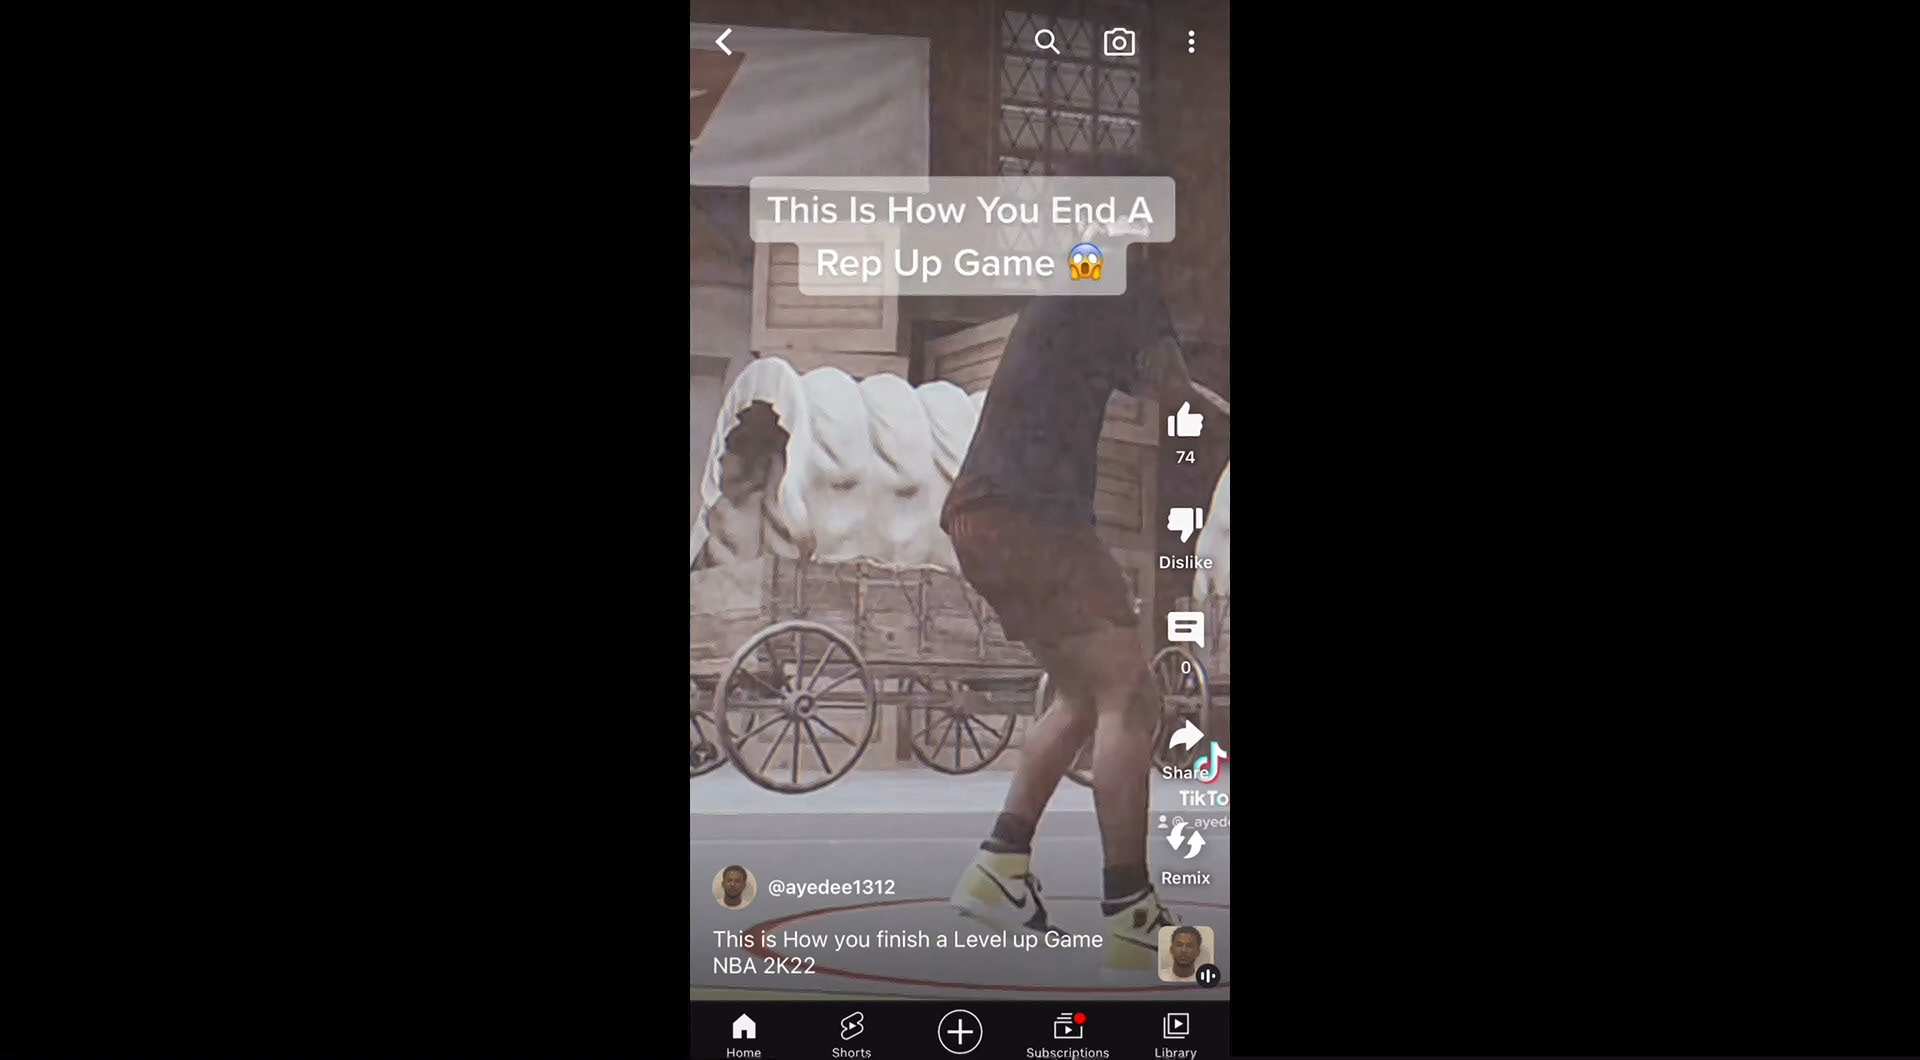 This Is How You End A
Rep Up Game 😱
74
Dislike
0
Share
TikTo
@_ayed
Remix
@ayedee1312
This is How you finish a Level up Game
NBA 2K22
Home
Shorts
Subscriptions
Library